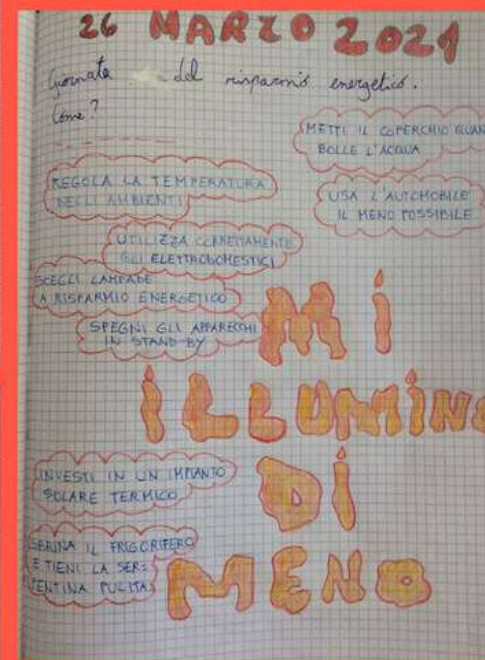 26 MARZO 2021
Giornata del risparmio energetico.
Come?
METTI IL COPERCHIO QUAN
BOLLE L'ACQUA
REGOLA LA TEMPERATURA
DEGLI AMBIENTI
USA L'AUTOMOBILE
IL MENO POSSIBILE
UTILIZZA CORRETTAMENTE
GLI ELETTRODOMESTICI
SCEGLI LAMPADE
A RISPARMIO ENERGETICO
SPEGNI GLI APPARECCHI
IN STAND-BY
Mi
ILLUMINO
Di
MENO
INVESTI IN UN IMPIANTO
SOLARE TERMICO
SBRINA IL FRIGORIFERO
E TIENI LA SER=
PENTINA PULITA